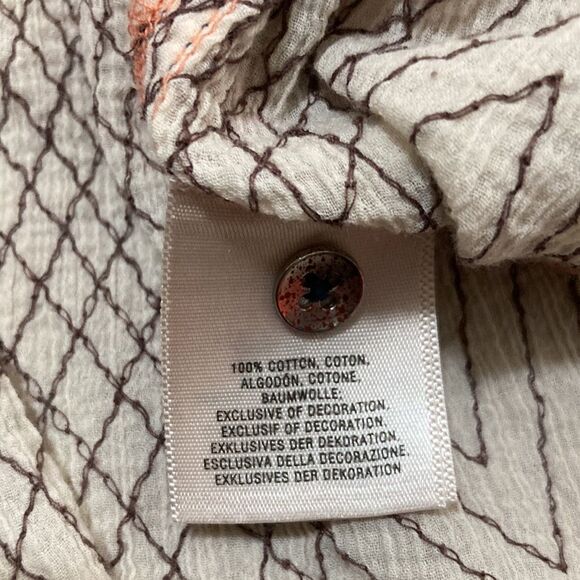 100% COTTON, COTON,
ALGODÓN, COTONE,
BAUMWOLLE;
EXCLUSIVE OF DECORATION,
EXCLUSIF OF DECORATION,
EXKLUSIVES DER DEKORATION,
ESCLUSIVA DELLA DECORAZIONE,
EXKLUSIVES DER DEKORATION